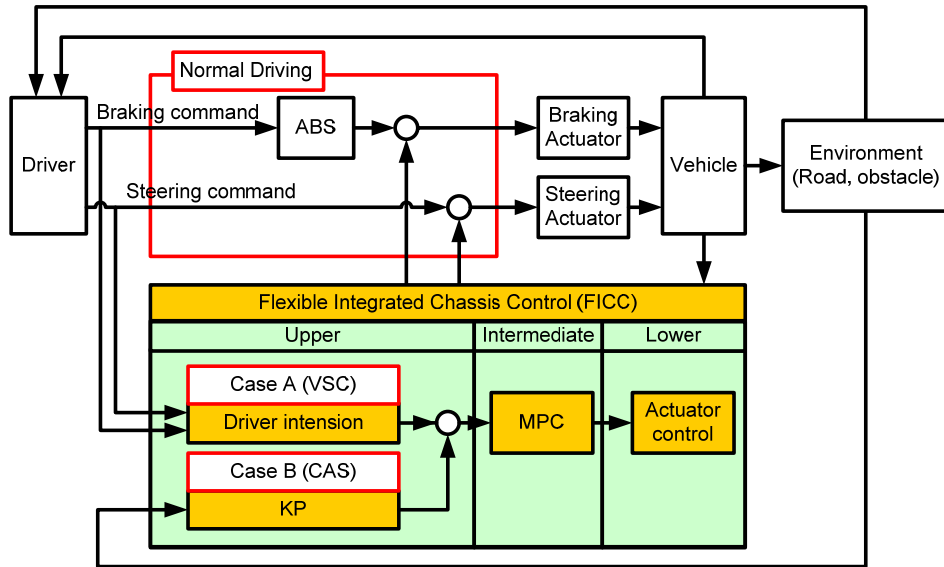 Normal Driving
Braking command
ABS
Braking
Actuator
Driver
Vehicle
Environment
(Road, obstacle)
Steering command
Steering
Actuator
Flexible Integrated Chassis Control (FICC)
Upper
Intermediate
Lower
Case A (VSC)
Driver intension
MPC
Actuator
control
Case B (CAS)
KP